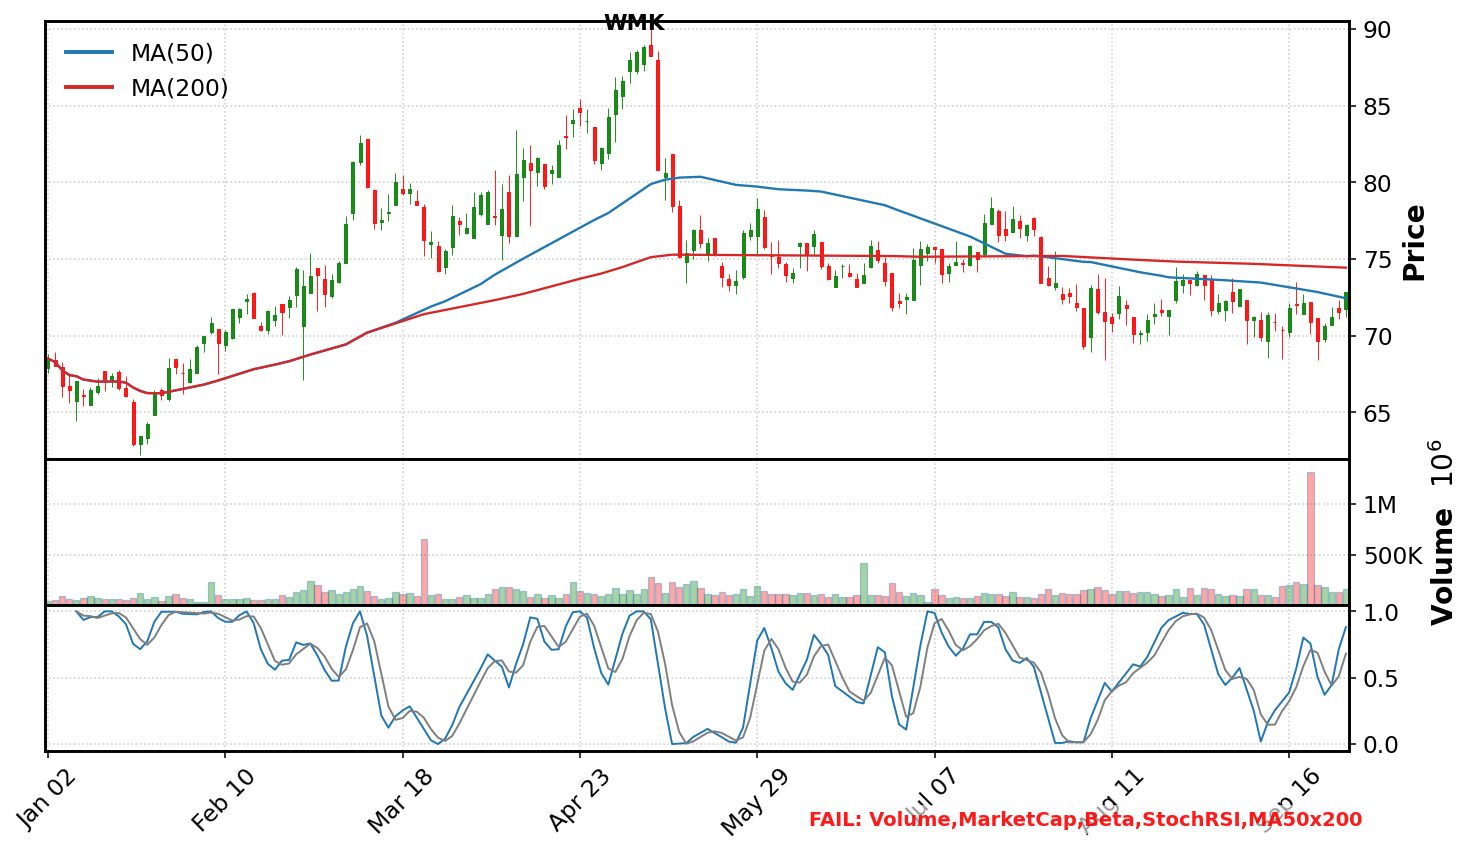 WMK
MA(50)
MA(200)
90
85
80
75
70
65
Price
10^6
1M
500K
Volume
1.0
0.5
0.0
Jan 02
Feb 10
Mar 18
Apr 23
May 29
Jul 07
Aug 11
Sep 16
FAIL: Volume,MarketCap,Beta,StochRSI,MA50x200